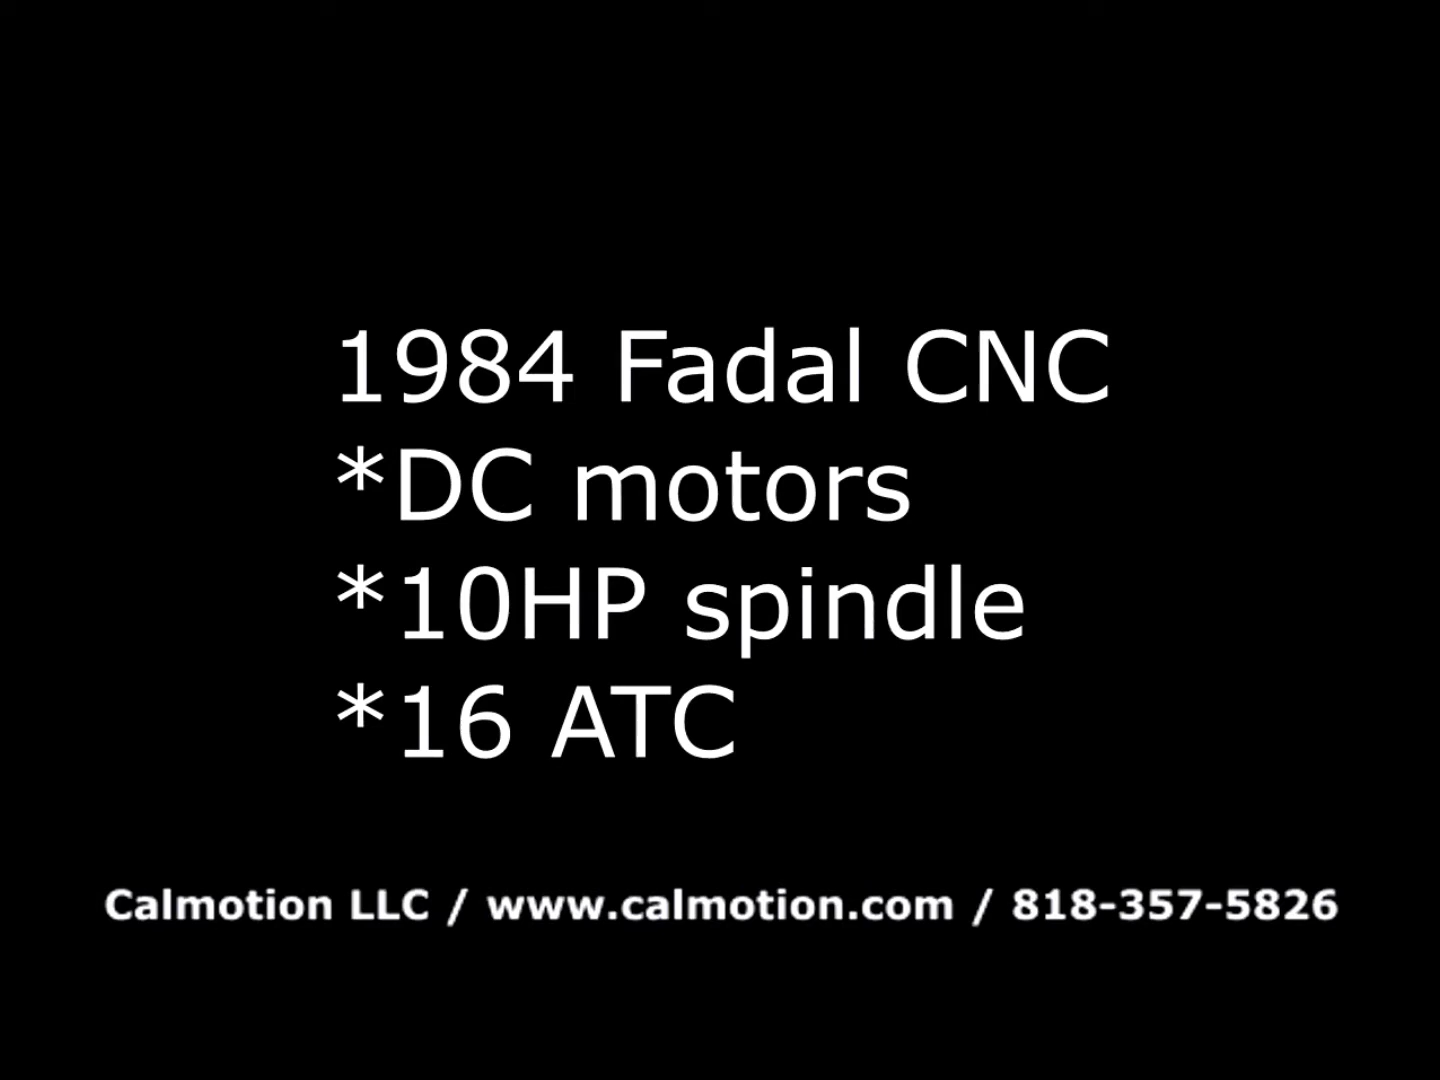 1984 Fadal CNC
*DC motors
*10HP spindle
*16 ATC
Calmotion LLC / www.calmotion.com / 818-357-5826